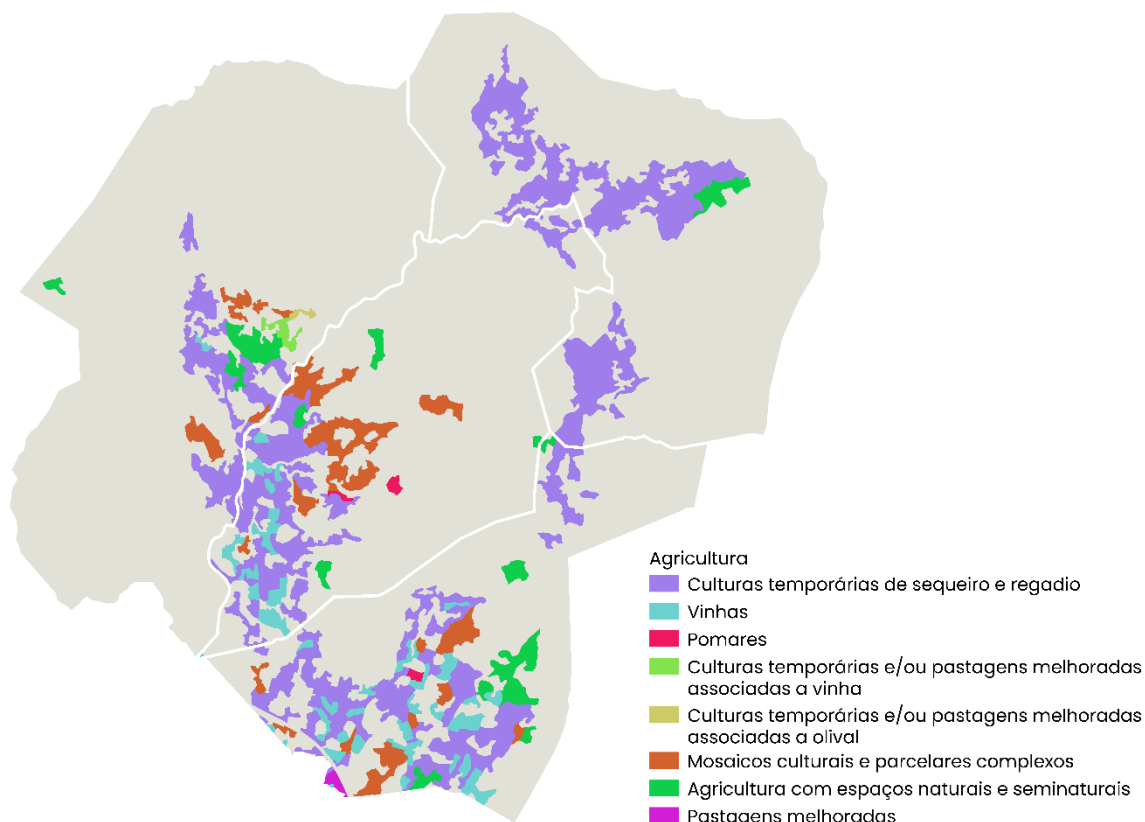 Agricultura
Culturas temporárias de sequeiro e regadio
Vinhas
Pomares
Culturas temporárias e/ou pastagens melhoradas
associadas a vinha
Culturas temporárias e/ou pastagens melhoradas
associadas a olival
Mosaicos culturais e parcelares complexos
Agricultura com espaços naturais e seminaturais
Pastagens melhoradas